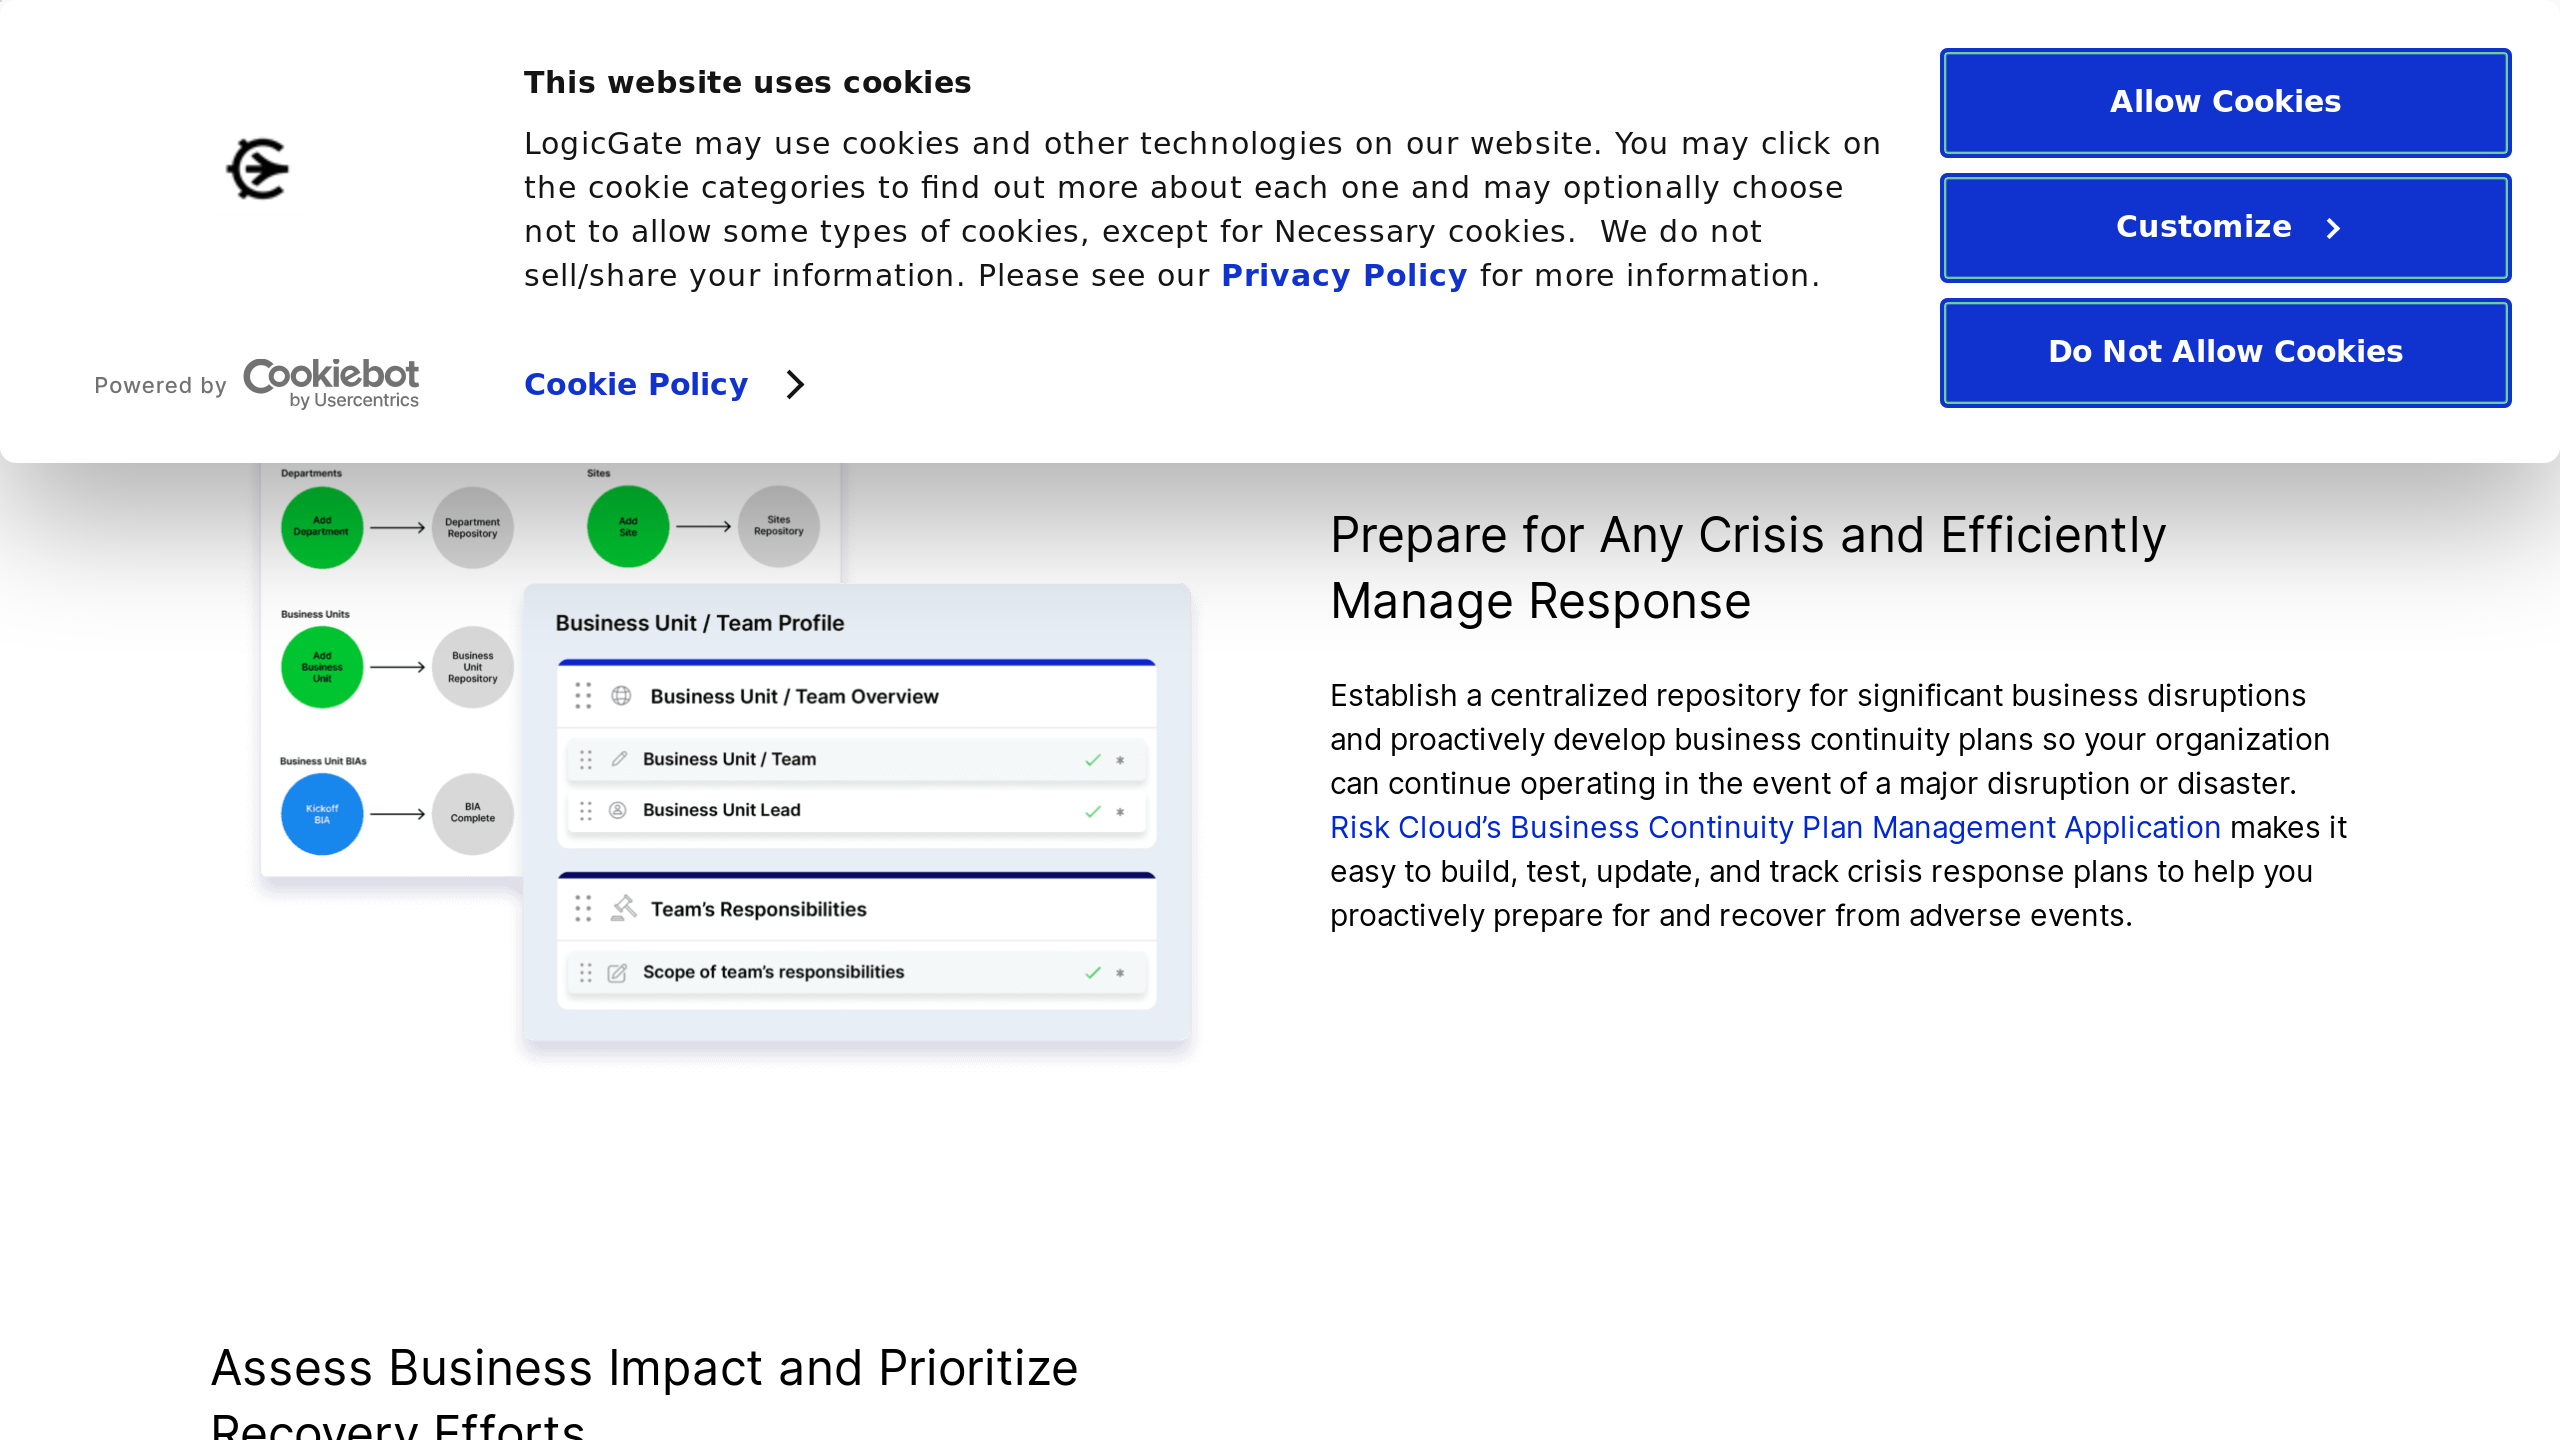 This website uses cookies
LogicGate may use cookies and other technologies on our website. You may click on
the cookie categories to find out more about each one and may optionally choose
not to allow some types of cookies, except for Necessary cookies.  We do not
sell/share your information. Please see our Privacy Policy for more information.
Powered by Cookiebot
by Usercentrics
Cookie Policy
Allow Cookies
Customize
Do Not Allow Cookies
Departments
Add
Department
Department
Repository
Sites
Add
Site
Sites
Repository
Business Units
Add
Business
Unit
Business
Unit
Repository
Business Unit BIAs
Kickoff
BIA
BIA
Complete
Business Unit / Team Profile
Business Unit / Team Overview
Business Unit / Team
Business Unit Lead
Team’s Responsibilities
Scope of team’s responsibilities
Prepare for Any Crisis and Efficiently
Manage Response
Establish a centralized repository for significant business disruptions
and proactively develop business continuity plans so your organization
can continue operating in the event of a major disruption or disaster.
Risk Cloud’s Business Continuity Plan Management Application makes it
easy to build, test, update, and track crisis response plans to help you
proactively prepare for and recover from adverse events.
Assess Business Impact and Prioritize
Recovery Efforts